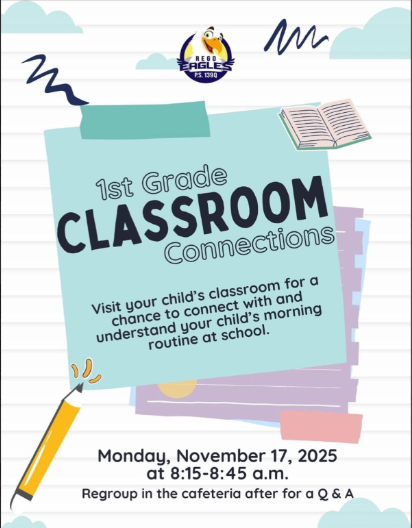 REGO
EAGLES
P.S. 139Q
1st Grade
CLASSROOM
Connections
Visit your child's classroom for a
chance to connect with and
understand your child's morning
routine at school.
Monday, November 17, 2025
at 8:15-8:45 a.m.
Regroup in the cafeteria after for a Q & A